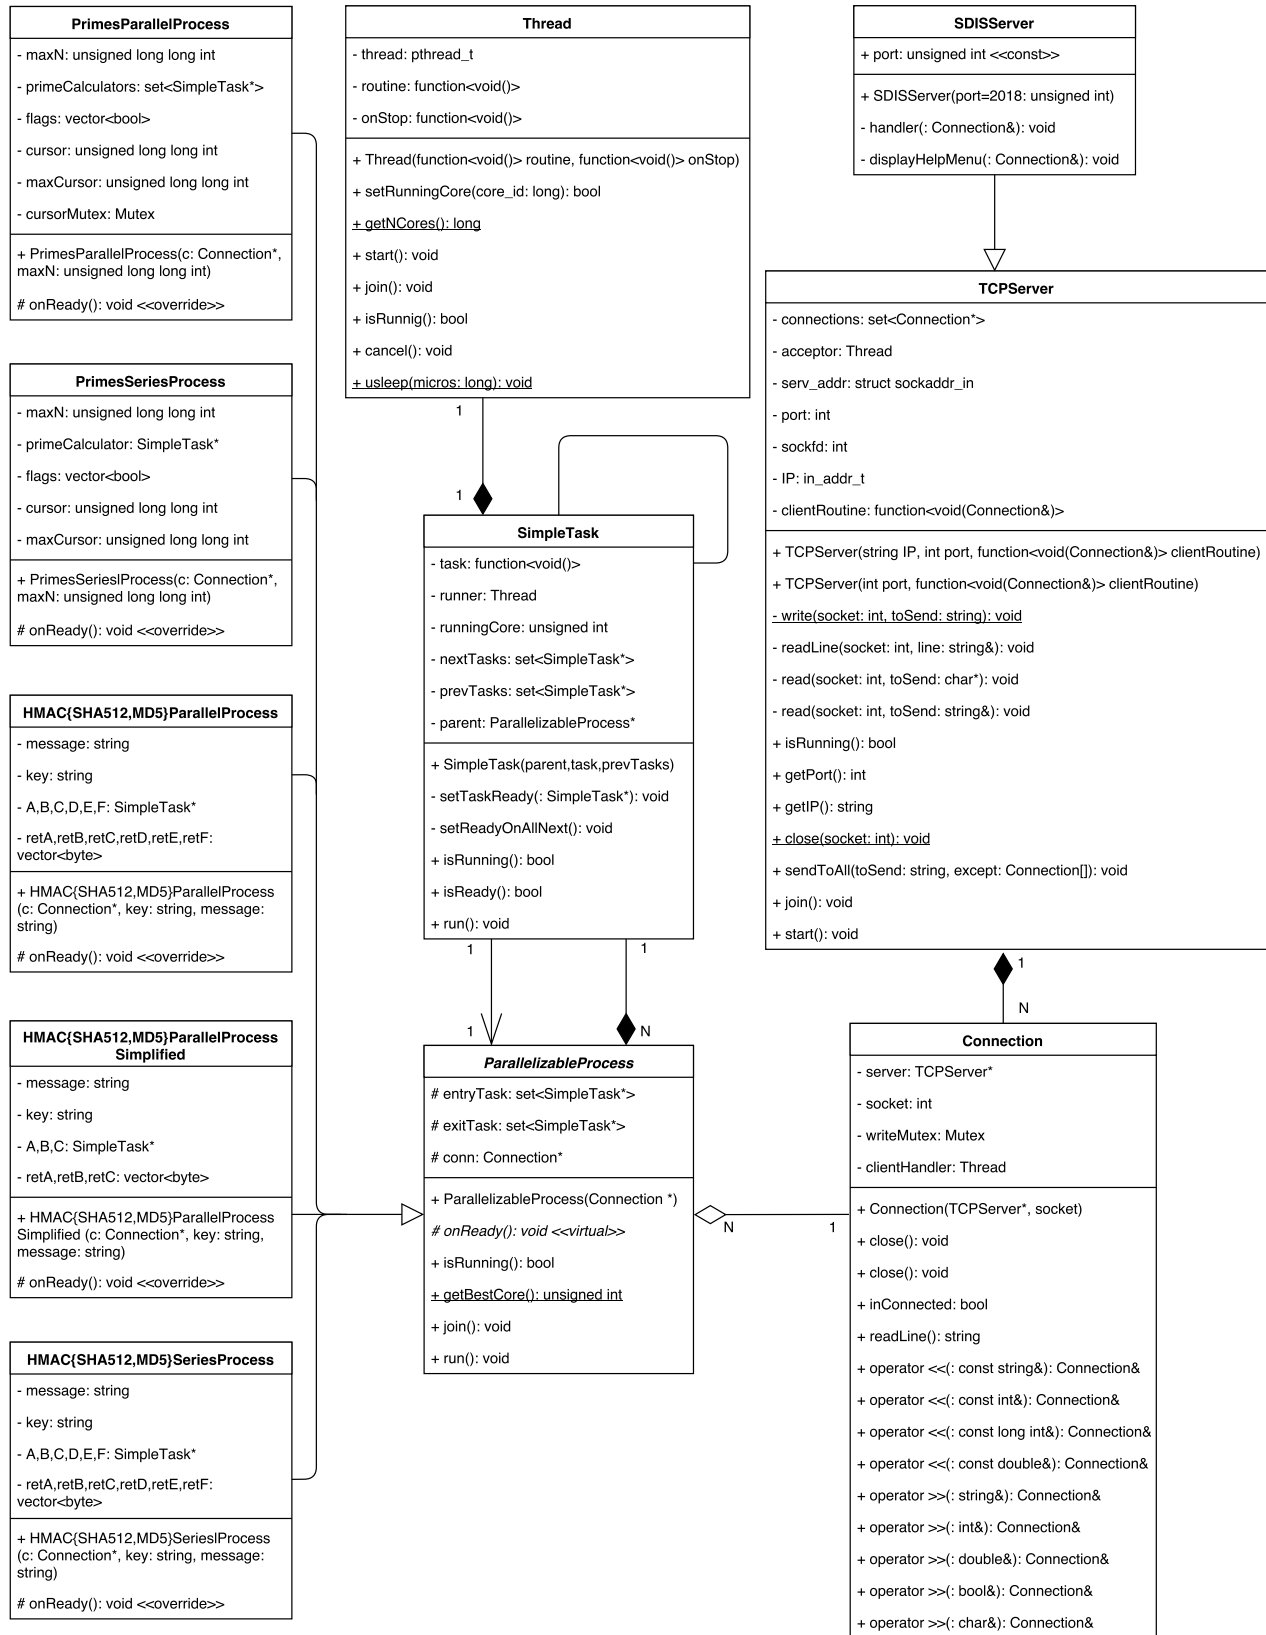 PrimesParallelProcess
- maxN: unsigned long long int
- primeCalculators: set<SimpleTask*>
- flags: vector<bool>
- cursor: unsigned long long int
- maxCursor: unsigned long long int
- cursorMutex: Mutex
+ PrimesParallelProcess(c: Connection*,
maxN: unsigned long long int)
# onReady(): void <<override>>
PrimesSeriesProcess
- maxN: unsigned long long int
- primeCalculator: SimpleTask*
- flags: vector<bool>
- cursor: unsigned long long int
- maxCursor: unsigned long long int
+ PrimesSerieslProcess(c: Connection*,
maxN: unsigned long long int)
# onReady(): void <<override>>
HMAC{SHA512,MD5}ParallelProcess
- message: string
- key: string
- A,B,C,D,E,F: SimpleTask*
- retA,retB,retC,retD,retE,retF:
vector<byte>
+ HMAC{SHA512,MD5}ParallelProcess
(c: Connection*, key: string, message:
string)
# onReady(): void <<override>>
HMAC{SHA512,MD5}ParallelProcess
Simplified
- message: string
- key: string
- A,B,C: SimpleTask*
- retA,retB,retC: vector<byte>
+ HMAC{SHA512,MD5}ParallelProcess
Simplified (c: Connection*, key: string,
message: string)
# onReady(): void <<override>>
HMAC{SHA512,MD5}SeriesProcess
- message: string
- key: string
- A,B,C,D,E,F: SimpleTask*
- retA,retB,retC,retD,retE,retF:
vector<byte>
+ HMAC{SHA512,MD5}SerieslProcess
(c: Connection*, key: string, message:
string)
# onReady(): void <<override>>
Thread
- thread: pthread_t
- routine: function<void()>
- onStop: function<void()>
+ Thread(function<void()> routine, function<void()> onStop)
+ setRunningCore(core_id: long): bool
+ getNCores(): long
+ start(): void
+ join(): void
+ isRunnig(): bool
+ cancel(): void
+ usleep(micros: long): void
1
1
SimpleTask
- task: function<void()>
- runner: Thread
- runningCore: unsigned int
- nextTasks: set<SimpleTask*>
- prevTasks: set<SimpleTask*>
- parent: ParallelizableProcess*
+ SimpleTask(parent,task,prevTasks)
- setTaskReady(: SimpleTask*): void
- setReadyOnAllNext(): void
+ isRunning(): bool
+ isReady(): bool
+ run(): void
1
1
1
N
ParallelizableProcess
# entryTask: set<SimpleTask*>
# exitTask: set<SimpleTask*>
# conn: Connection*
+ ParallelizableProcess(Connection *)
# onReady(): void <<virtual>>
+ isRunning(): bool
+ getBestCore(): unsigned int
+ join(): void
+ run(): void
N
1
SDISServer
+ port: unsigned int <<const>>
+ SDISServer(port=2018: unsigned int)
- handler(: Connection&): void
- displayHelpMenu(: Connection&): void
TCPServer
- connections: set<Connection*>
- acceptor: Thread
- serv_addr: struct sockaddr_in
- port: int
- sockfd: int
- IP: in_addr_t
- clientRoutine: function<void(Connection&)>
+ TCPServer(string IP, int port, function<void(Connection&)> clientRoutine)
+ TCPServer(int port, function<void(Connection&)> clientRoutine)
- write(socket: int, toSend: string): void
- readLine(socket: int, line: string&): void
- read(socket: int, toSend: char*): void
- read(socket: int, toSend: string&): void
+ isRunning(): bool
+ getPort(): int
+ getIP(): string
+ close(socket: int): void
+ sendToAll(toSend: string, except: Connection[]): void
+ join(): void
+ start(): void
1
N
Connection
- server: TCPServer*
- socket: int
- writeMutex: Mutex
- clientHandler: Thread
+ Connection(TCPServer*, socket)
+ close(): void
+ close(): void
+ inConnected: bool
+ readLine(): string
+ operator <<(: const string&): Connection&
+ operator <<(: const int&): Connection&
+ operator <<(: const long int&): Connection&
+ operator <<(: const double&): Connection&
+ operator >>(: string&): Connection&
+ operator >>(: int&): Connection&
+ operator >>(: double&): Connection&
+ operator >>(: bool&): Connection&
+ operator >>(: char&): Connection&